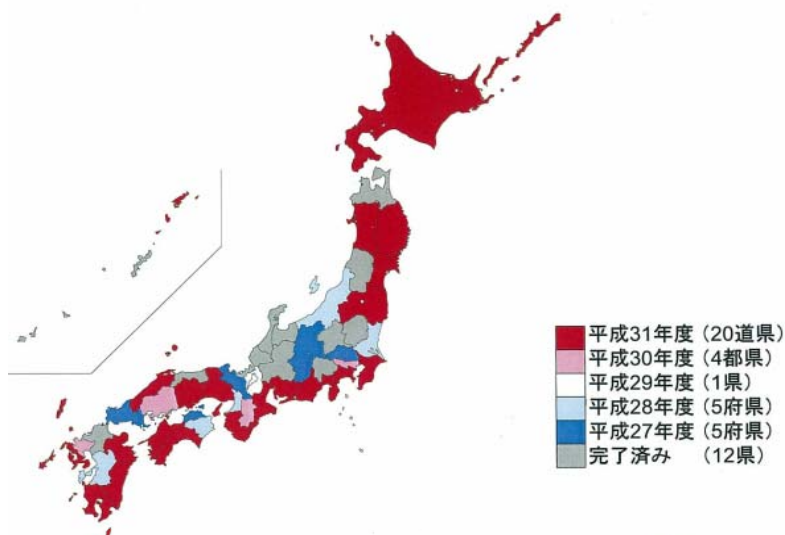 平成31年度(20道県)
平成30年度(4都県)
平成29年度(1県)
平成28年度(5府県)
平成27年度(5府県)
完了済み (12県)